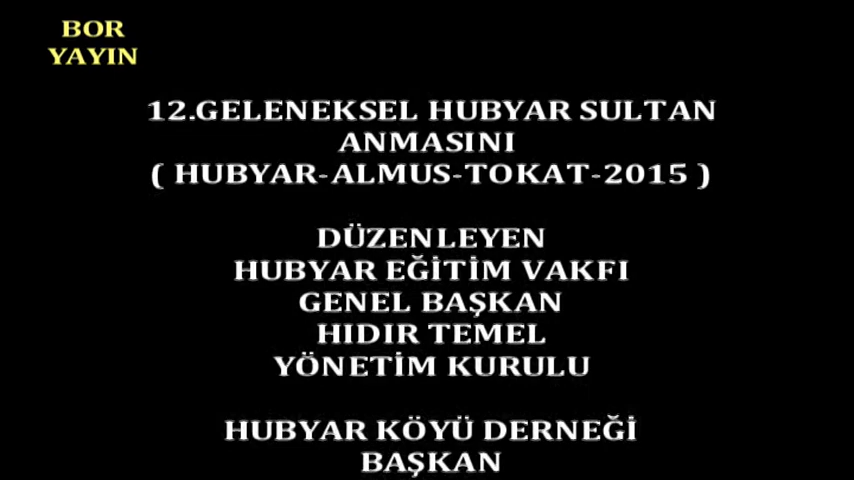 BOR
YAYIN
12.GELENEKSEL HUBYAR SULTAN
ANMASINI
( HUBYAR-ALMUS-TOKAT-2015 )
DÜZENLEYEN
HUBYAR EĞİTİM VAKFI
GENEL BAŞKAN
HIDIR TEMEL
YÖNETİM KURULU
HUBYAR KÖYÜ DERNEĞİ
BAŞKAN